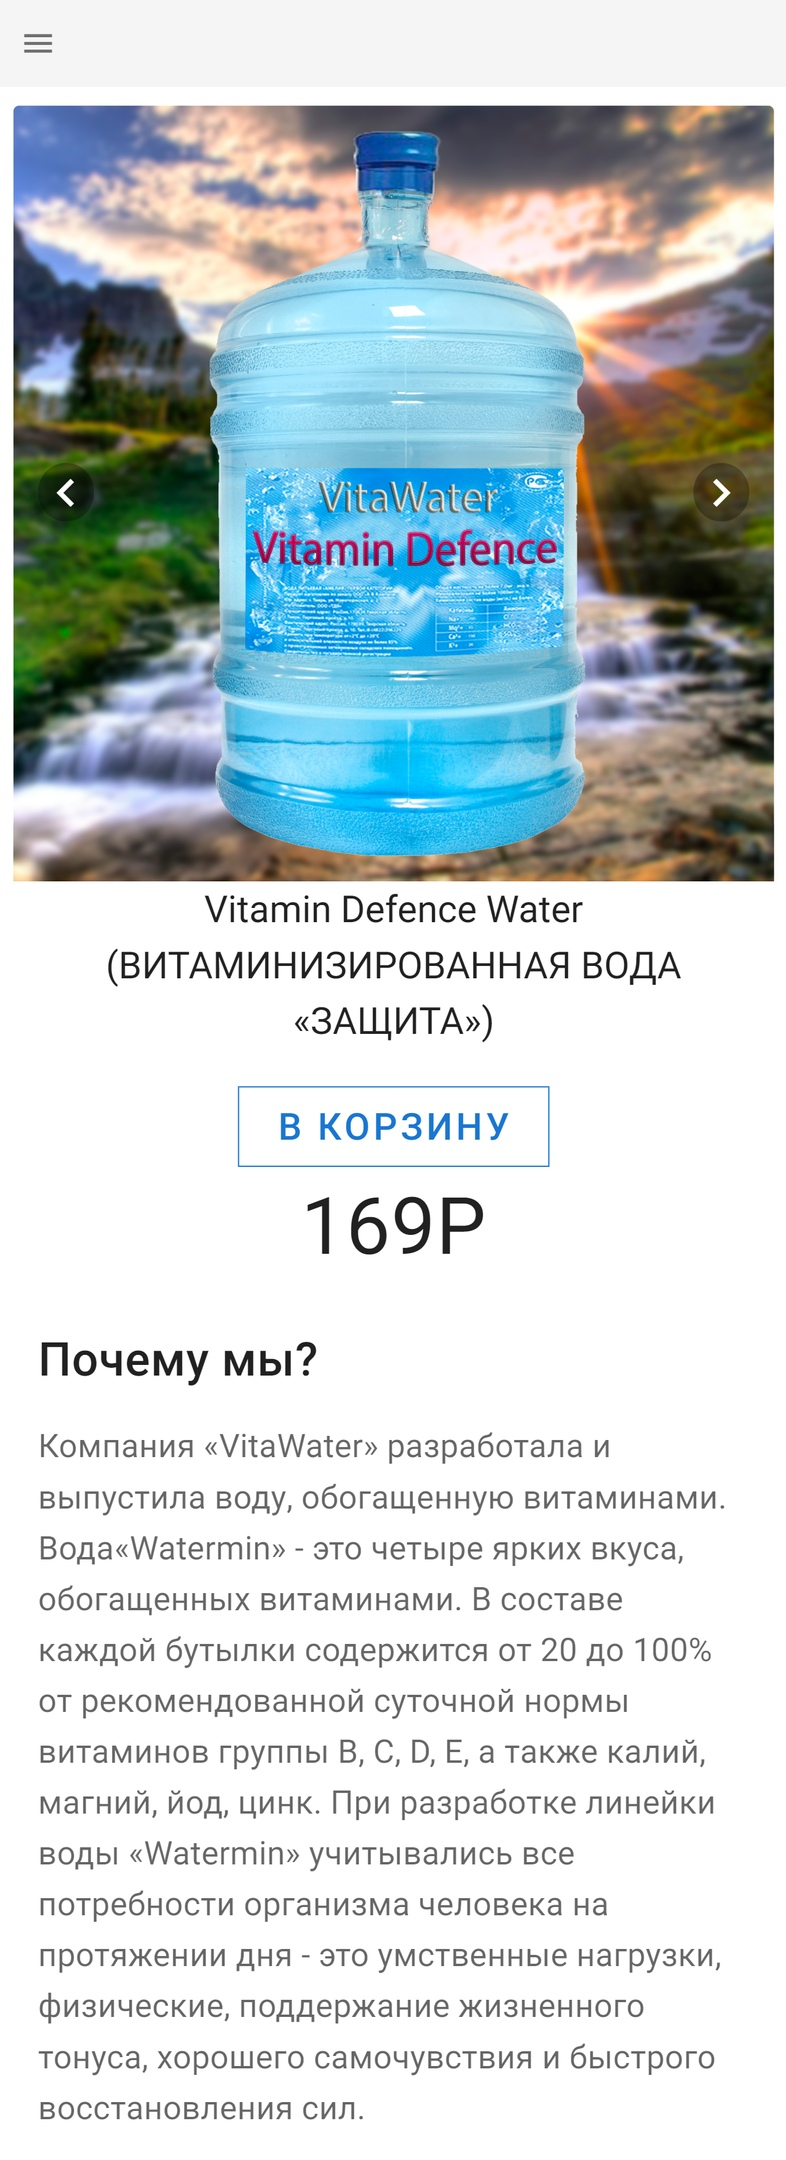 VitaWater
Vitamin Defence
Vitamin Defence Water
(ВИТАМИНИЗИРОВАННАЯ ВОДА
«ЗАЩИТА»)
В КОРЗИНУ
169Р
Почему мы?
Компания «VitaWater» разработала и
выпустила воду, обогащенную витаминами.
Вода«Watermin» - это четыре ярких вкуса,
обогащенных витаминами. В составе
каждой бутылки содержится от 20 до 100%
от рекомендованной суточной нормы
витаминов группы B, C, D, E, а также калий,
магний, йод, цинк. При разработке линейки
воды «Watermin» учитывались все
потребности организма человека на
протяжении дня - это умственные нагрузки,
физические, поддержание жизненного
тонуса, хорошего самочувствия и быстрого
восстановления сил.